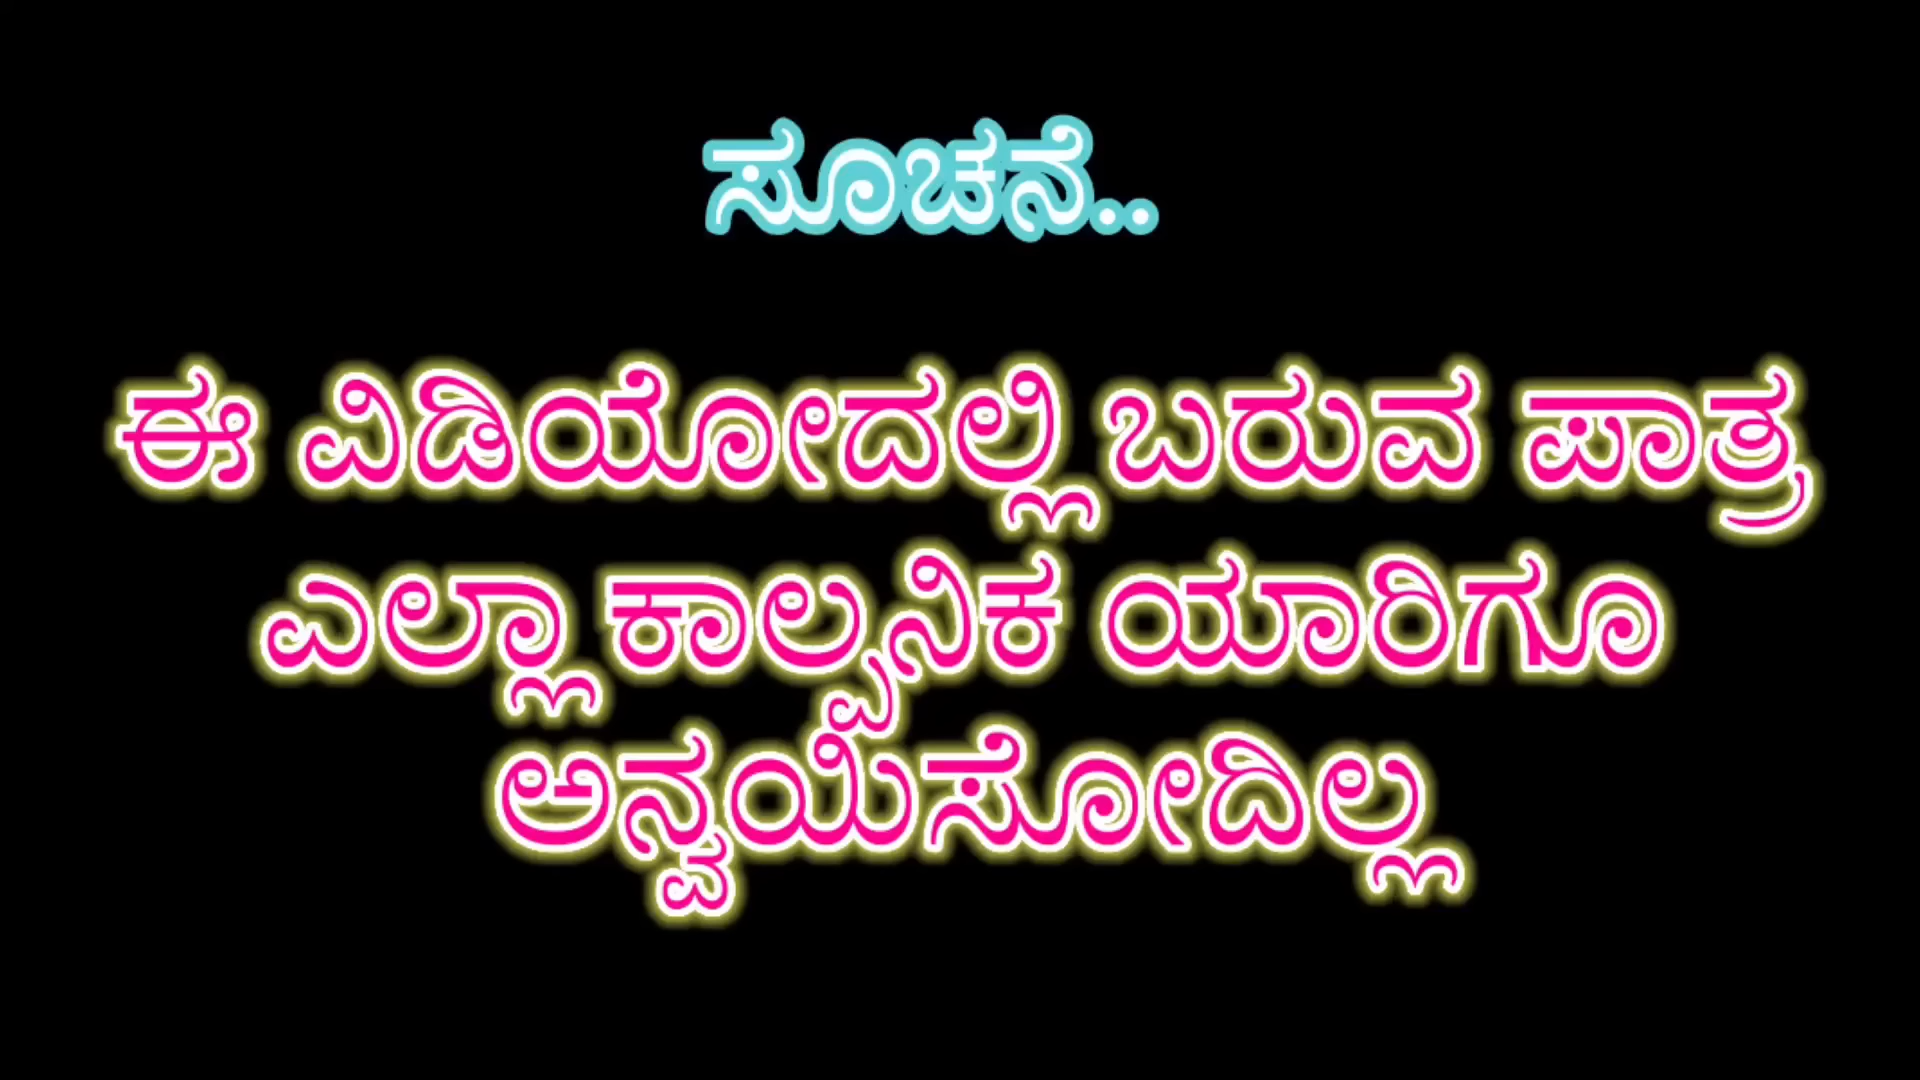 ಸೂಚನೆ..
ಈ ವಿಡಿಯೋದಲ್ಲಿ ಬರುವ ಪಾತ್ರ
ಎಲ್ಲಾ ಕಾಲ್ಪನಿಕ ಯಾರಿಗೂ
ಅನ್ವಯಿಸೋದಿಲ್ಲ